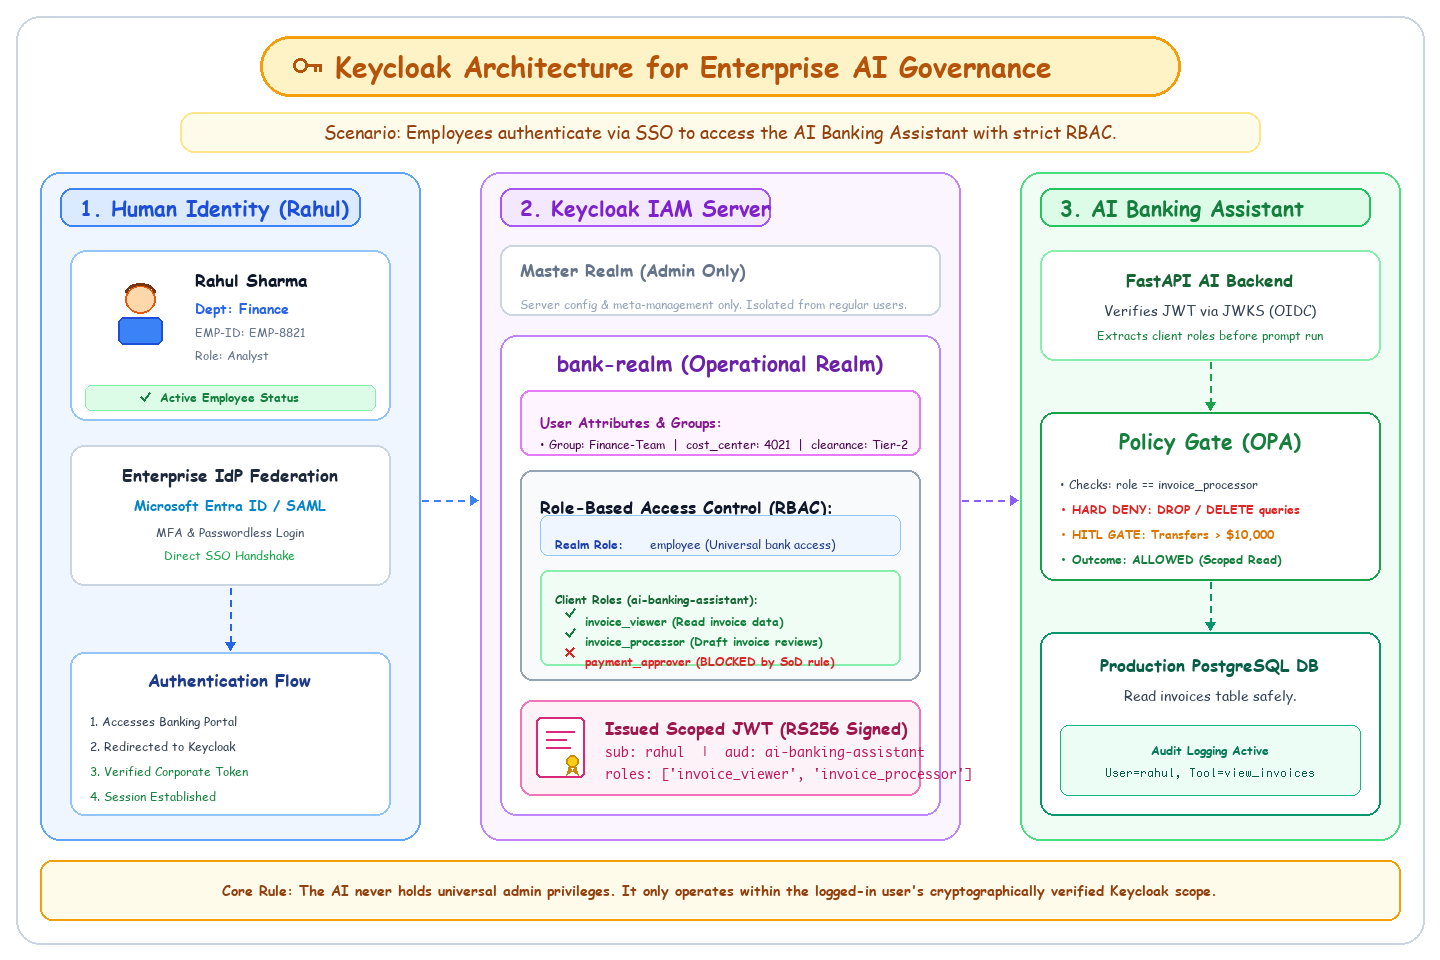 Keycloak Architecture for Enterprise AI Governance
Scenario: Employees authenticate via SSO to access the AI Banking Assistant with strict RBAC.
1. Human Identity (Rahul)
Rahul Sharma
Dept: Finance
EMP-ID: EMP-8821
Role: Analyst
Active Employee Status
Enterprise IdP Federation
Microsoft Entra ID / SAML
MFA & Passwordless Login
Direct SSO Handshake
Authentication Flow
1. Accesses Banking Portal
2. Redirected to Keycloak
3. Verified Corporate Token
4. Session Established
2. Keycloak IAM Server
Master Realm (Admin Only)
Server config & meta-management only. Isolated from regular users.
bank-realm (Operational Realm)
User Attributes & Groups:
• Group: Finance-Team | cost_center: 4021 | clearance: Tier-2
Role-Based Access Control (RBAC):
Realm Role: employee (Universal bank access)
Client Roles (ai-banking-assistant):
invoice_viewer (Read invoice data)
invoice_processor (Draft invoice reviews)
payment_approver (BLOCKED by SoD rule)
Issued Scoped JWT (RS256 Signed)
sub: rahul | aud: ai-banking-assistant
roles: ['invoice_viewer', 'invoice_processor']
3. AI Banking Assistant
FastAPI AI Backend
Verifies JWT via JWKS (OIDC)
Extracts client roles before prompt run
Policy Gate (OPA)
• Checks: role == invoice_processor
• HARD DENY: DROP / DELETE queries
• HITL GATE: Transfers > $10,000
• Outcome: ALLOWED (Scoped Read)
Production PostgreSQL DB
Read invoices table safely.
Audit Logging Active
User=rahul, Tool=view_invoices
Core Rule: The AI never holds universal admin privileges. It only operates within the logged-in user's cryptographically verified Keycloak scope.